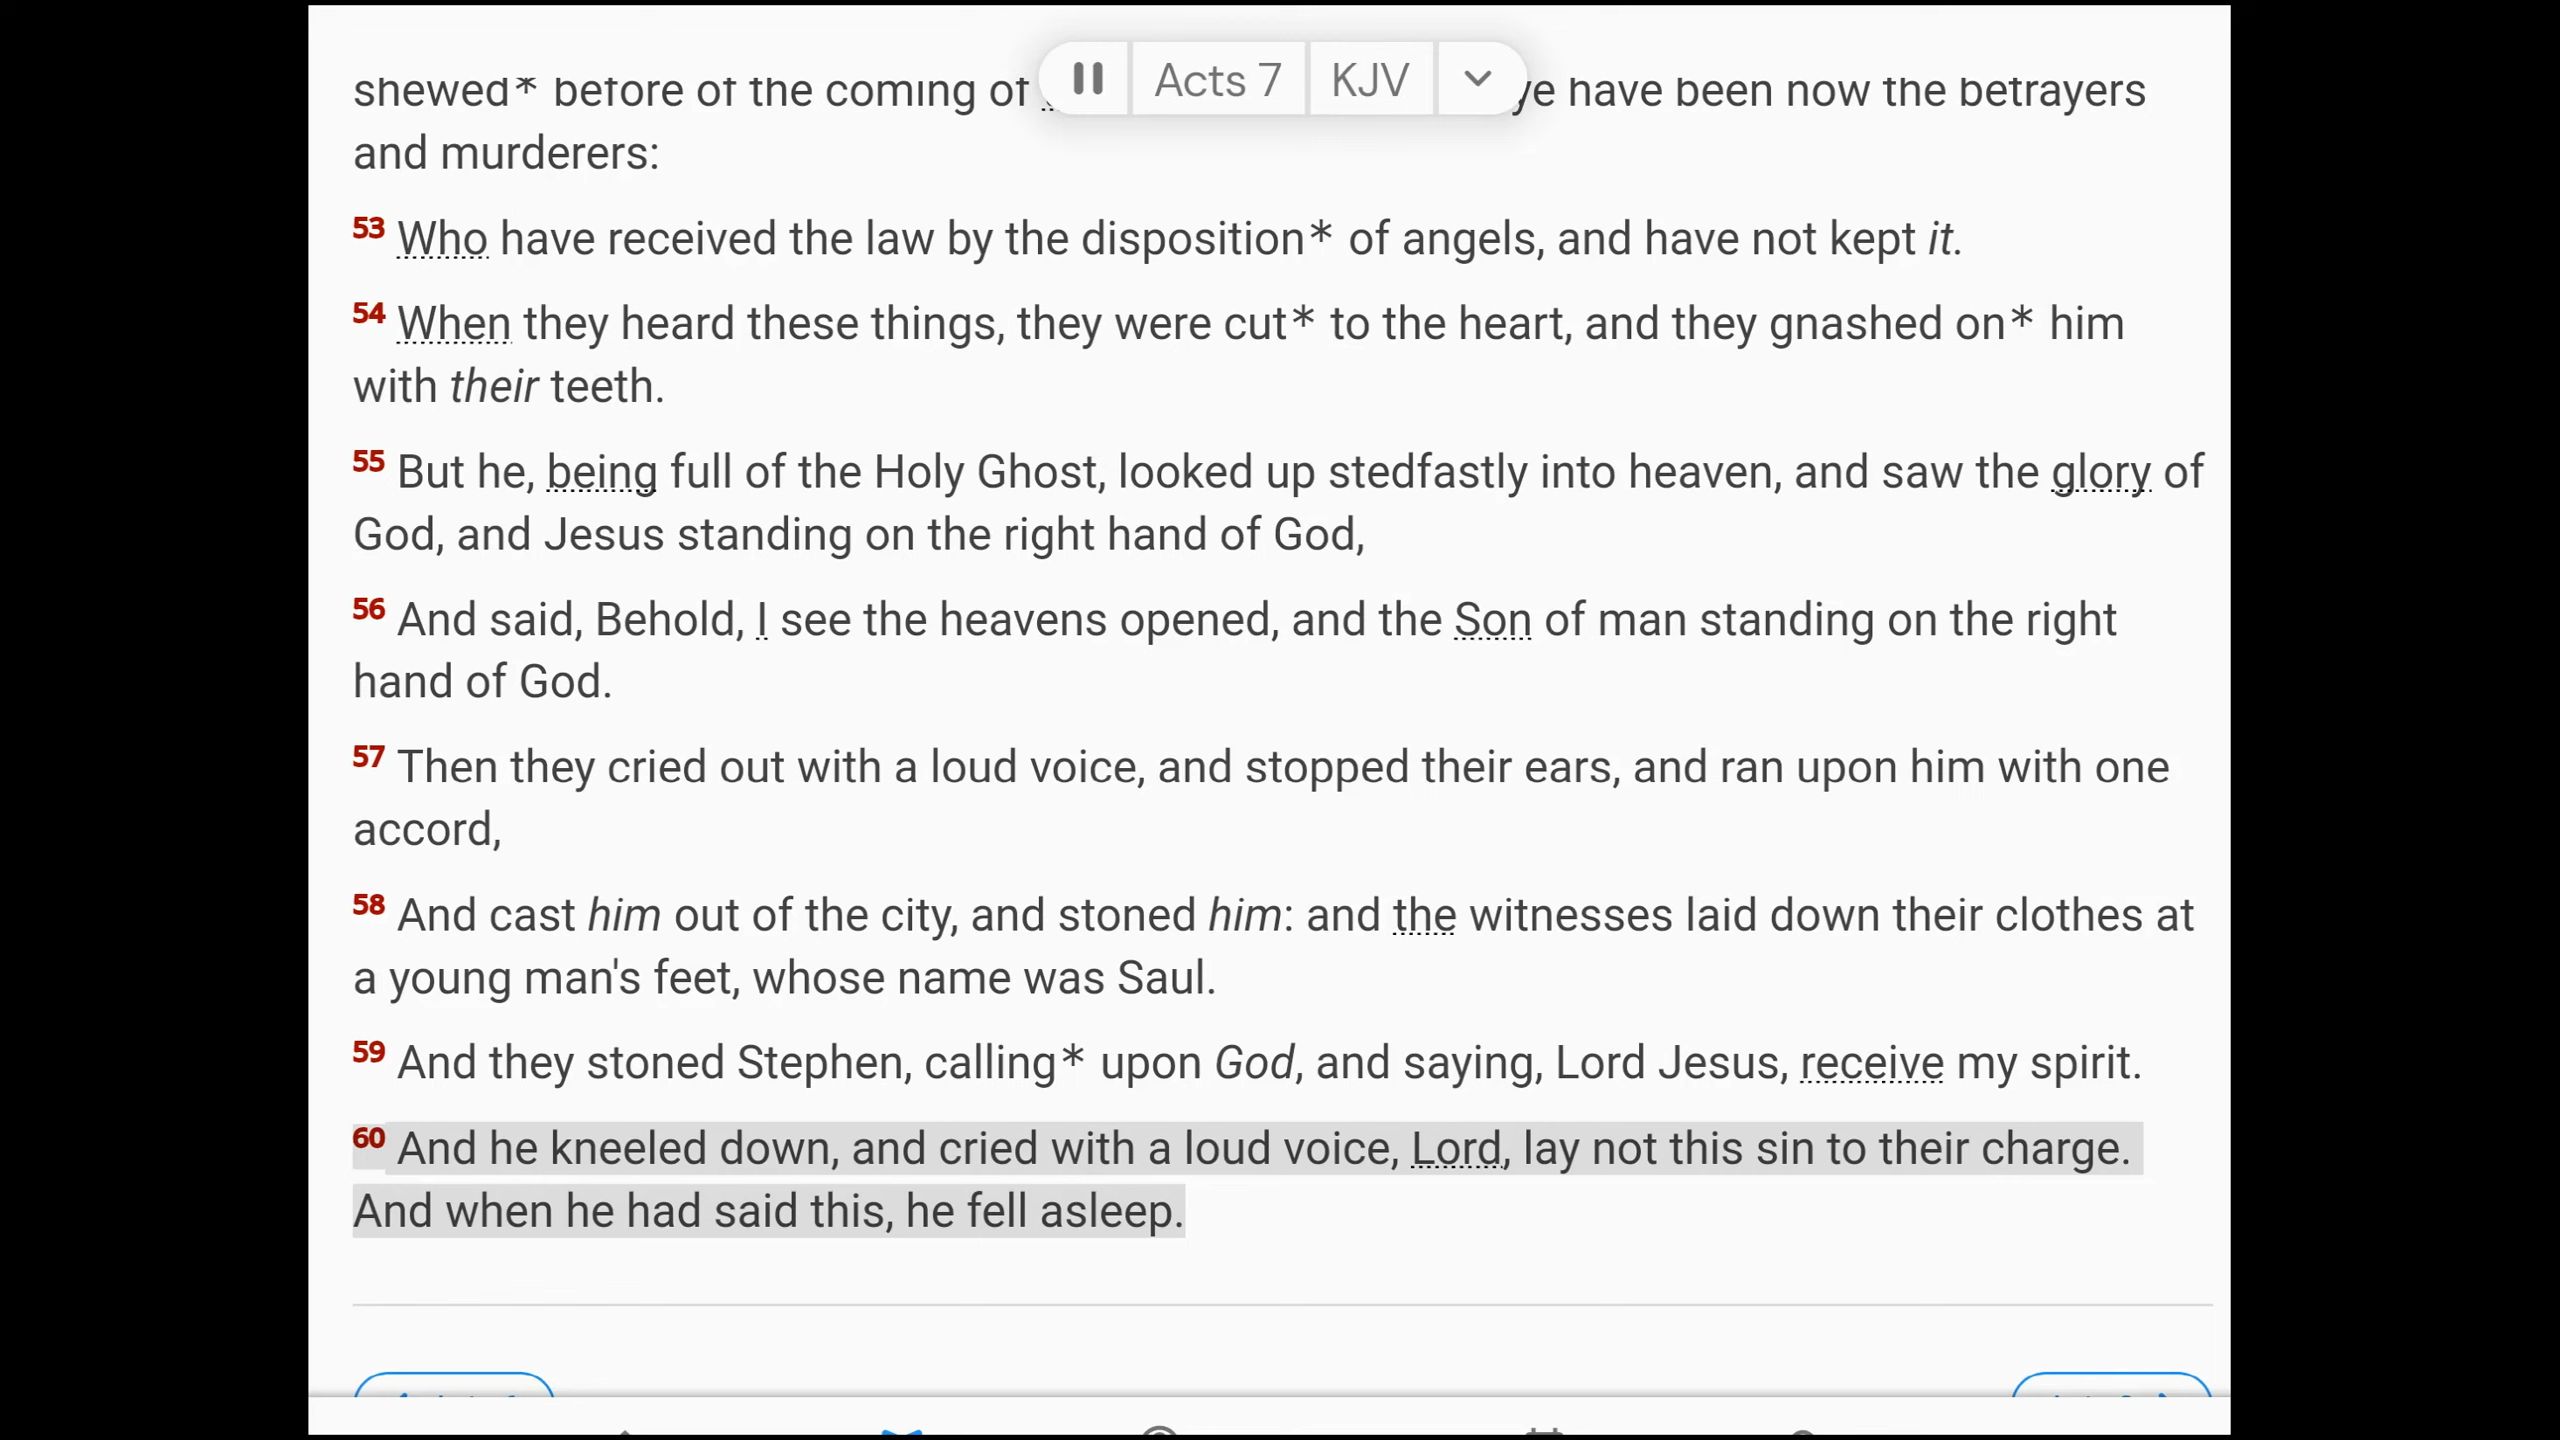 Acts 7 KJV
shewed* before of the coming of ye have been now the betrayers
and murderers:
53 Who have received the law by the disposition* of angels, and have not kept it.
54 When they heard these things, they were cut* to the heart, and they gnashed on* him
with their teeth.
55 But he, being full of the Holy Ghost, looked up stedfastly into heaven, and saw the glory of
God, and Jesus standing on the right hand of God,
56 And said, Behold, I see the heavens opened, and the Son of man standing on the right
hand of God.
57 Then they cried out with a loud voice, and stopped their ears, and ran upon him with one
accord,
58 And cast him out of the city, and stoned him: and the witnesses laid down their clothes at
a young man's feet, whose name was Saul.
59 And they stoned Stephen, calling* upon God, and saying, Lord Jesus, receive my spirit.
60 And he kneeled down, and cried with a loud voice, Lord, lay not this sin to their charge.
And when he had said this, he fell asleep.